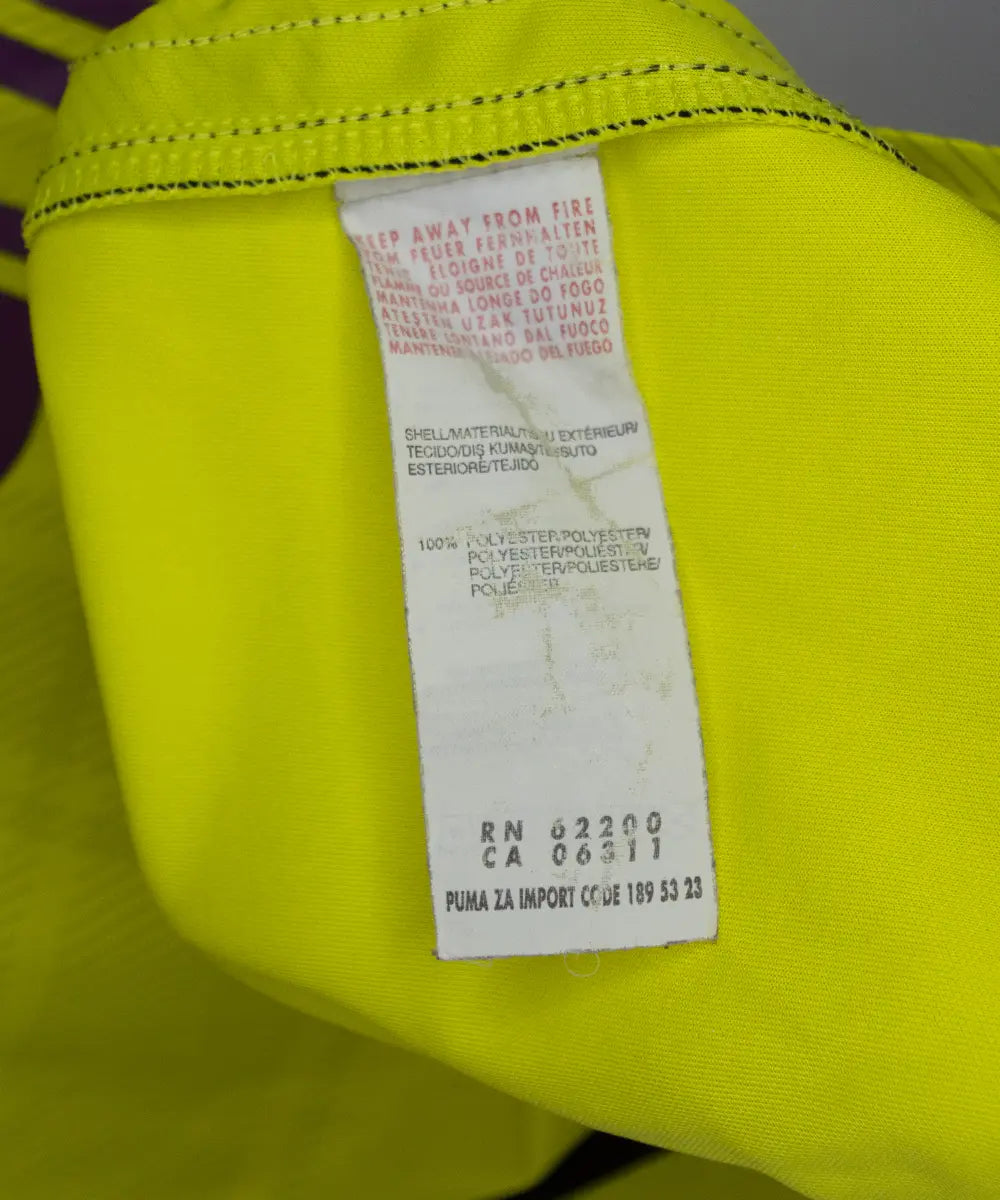 KEEP AWAY FROM FIRE
VOM FEUER FERNHALTEN
ELOIGNE DE TOUTE
FLAMME OU SOURCE DE CHALEUR
MANTENHA LONGE DO FOGO
ATEŞTEN UZAK TUTUNUZ
TENERE LONTANO DAL FUOCO
DEL FUEGO
SHELL/MATERIAL/TISSU EXTÉRIEUR/
TECIDO/DIŞ KUMAŞ/TESSUTO
ESTERIORE/TEJIDO
100% POLYESTER/POLYESTER/
POLYESTER/POLIÉSTER/
POLYESTER/POLIESTERE/
POLIÉSTER
RN 62200
CA 06311
PUMA ZA IMPORT CODE 189 53 23